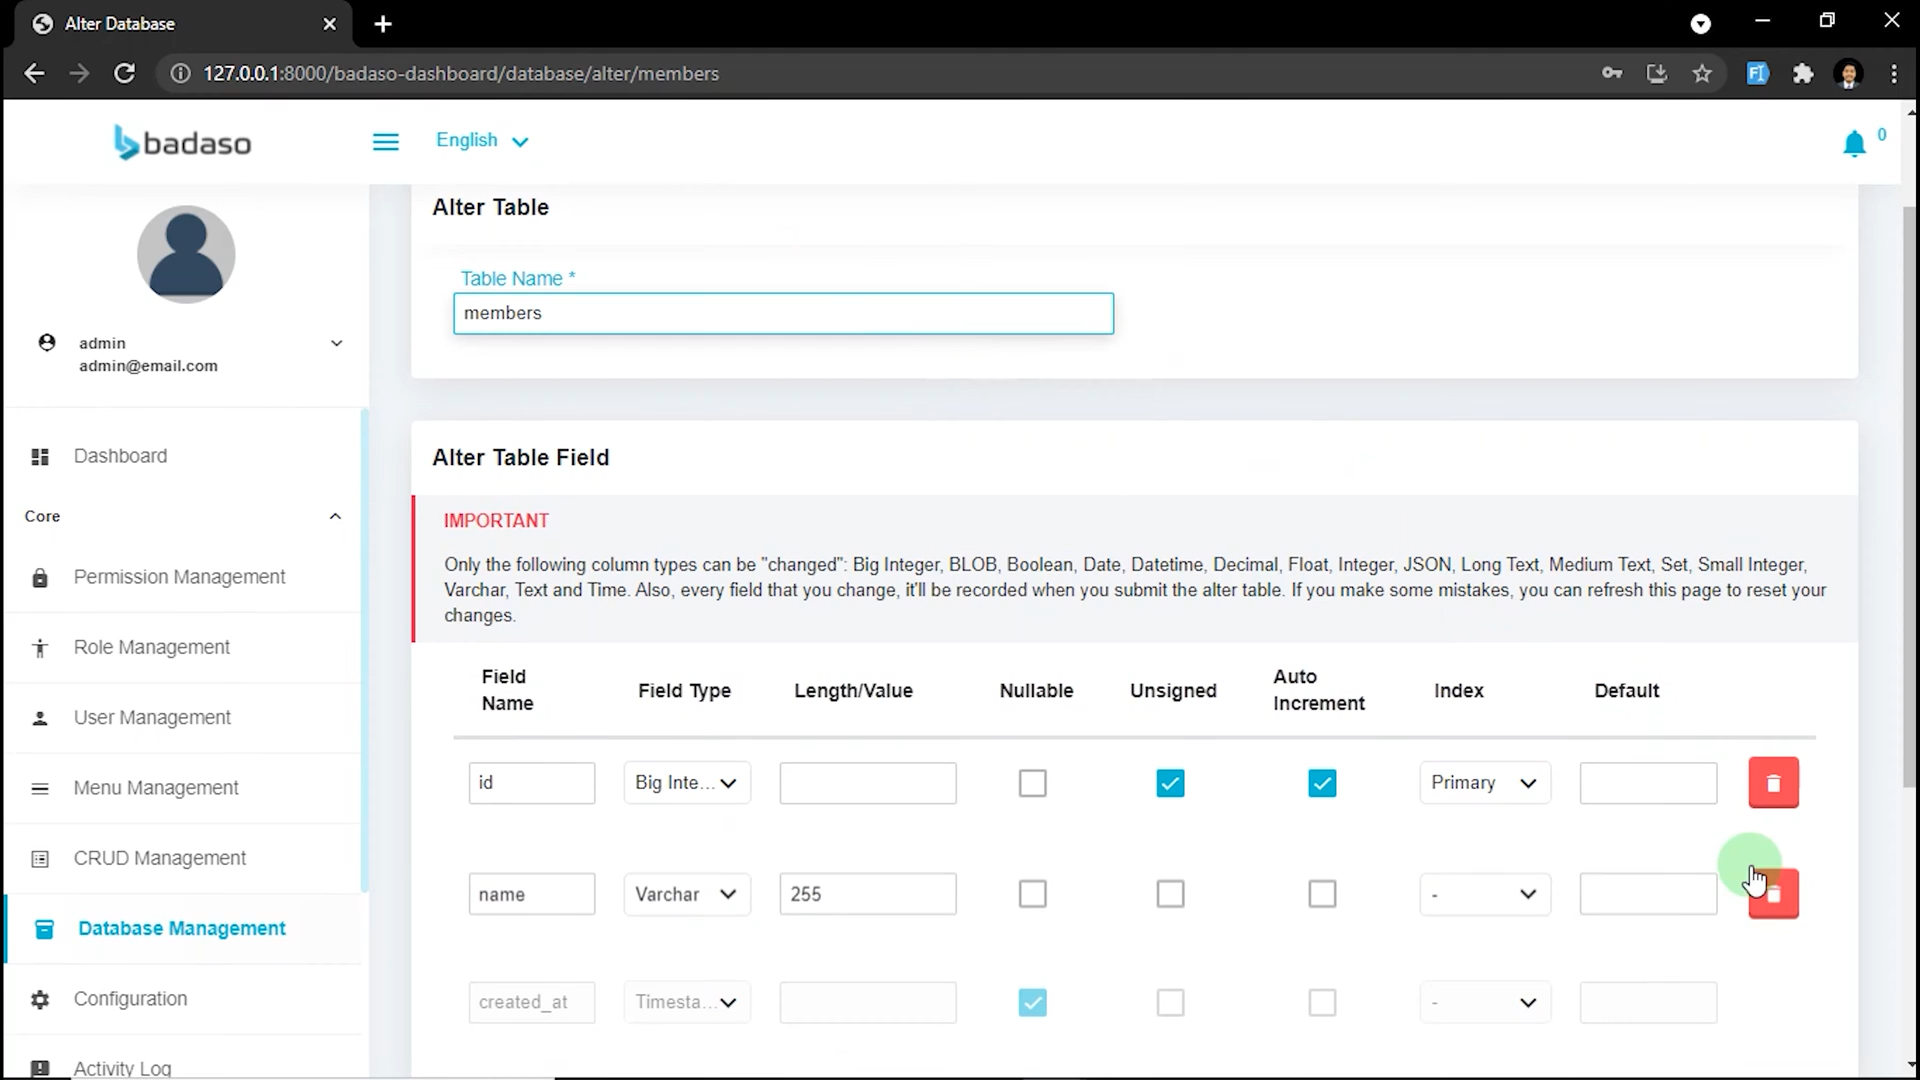 Alter Database
127.0.0.1:8000/badaso-dashboard/database/alter/members
badaso
English
0
admin
admin@email.com
Dashboard
Core
Permission Management
Role Management
User Management
Menu Management
CRUD Management
Database Management
Configuration
Activity Log
Alter Table
Table Name *
members
Alter Table Field
IMPORTANT
Only the following column types can be "changed": Big Integer, BLOB, Boolean, Date, Datetime, Decimal, Float, Integer, JSON, Long Text, Medium Text, Set, Small Integer,
Varchar, Text and Time. Also, every field that you change, it'll be recorded when you submit the alter table. If you make some mistakes, you can refresh this page to reset your
changes.
Field Name Field Type Length/Value Nullable Unsigned Auto Increment Index Default
id Big Inte... Primary
name Varchar 255 -
created_at Timesta... -